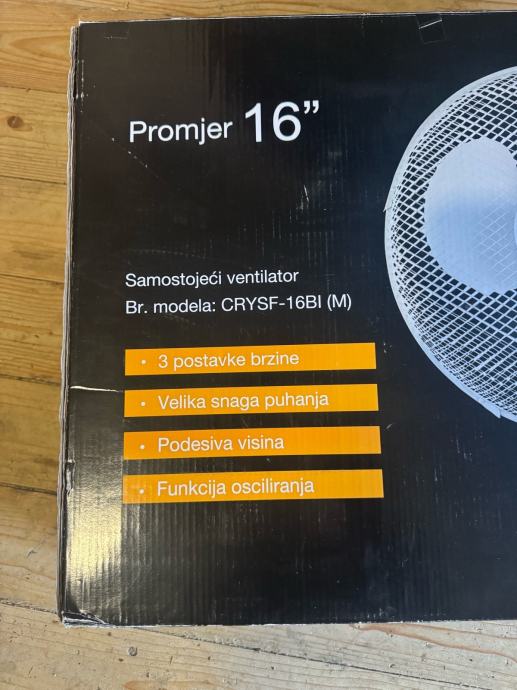 Promjer 16”
Samostojeći ventilator
Br. modela: CRYSF-16BI (M)
• 3 postavke brzine
• Velika snaga puhanja
• Podesiva visina
• Funkcija osciliranja